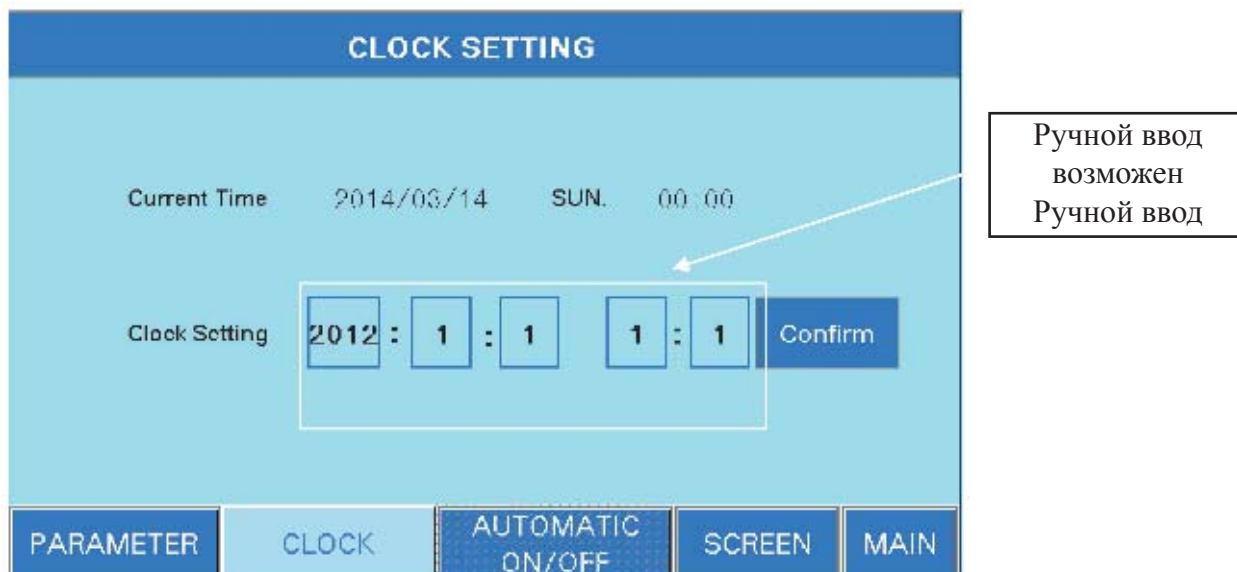 CLOCK SETTING
Ручной ввод
возможен
Ручной ввод
Current Time 2014/03/14 SUN. 00:00
Clock Setting 2012 : 1 : 1 1 : 1 Confirm
PARAMETER CLOCK AUTOMATIC ON/OFF SCREEN MAIN